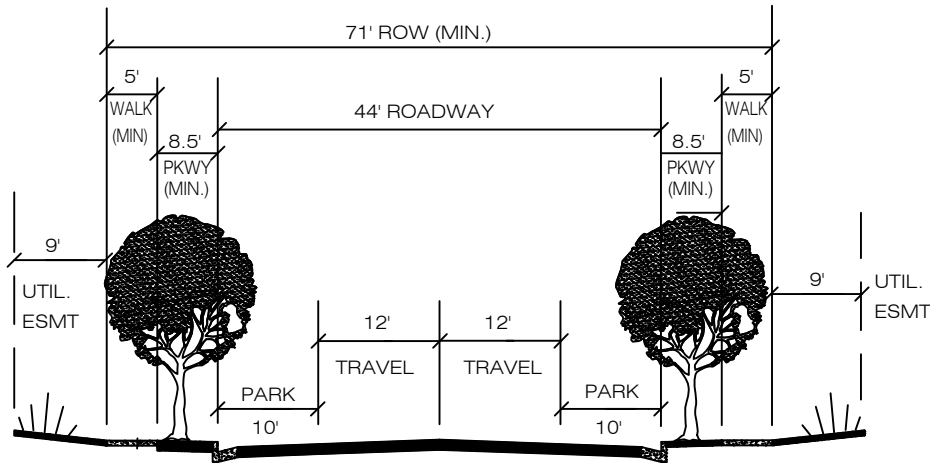 71' ROW (MIN.)
5'
5'
WALK
(MIN)
44' ROADWAY
WALK
(MIN)
8.5'
8.5'
PKWY
(MIN.)
PKWY
(MIN.)
9'
9'
UTIL.
ESMT
UTIL.
ESMT
12'
12'
TRAVEL
TRAVEL
PARK
PARK
10'
10'